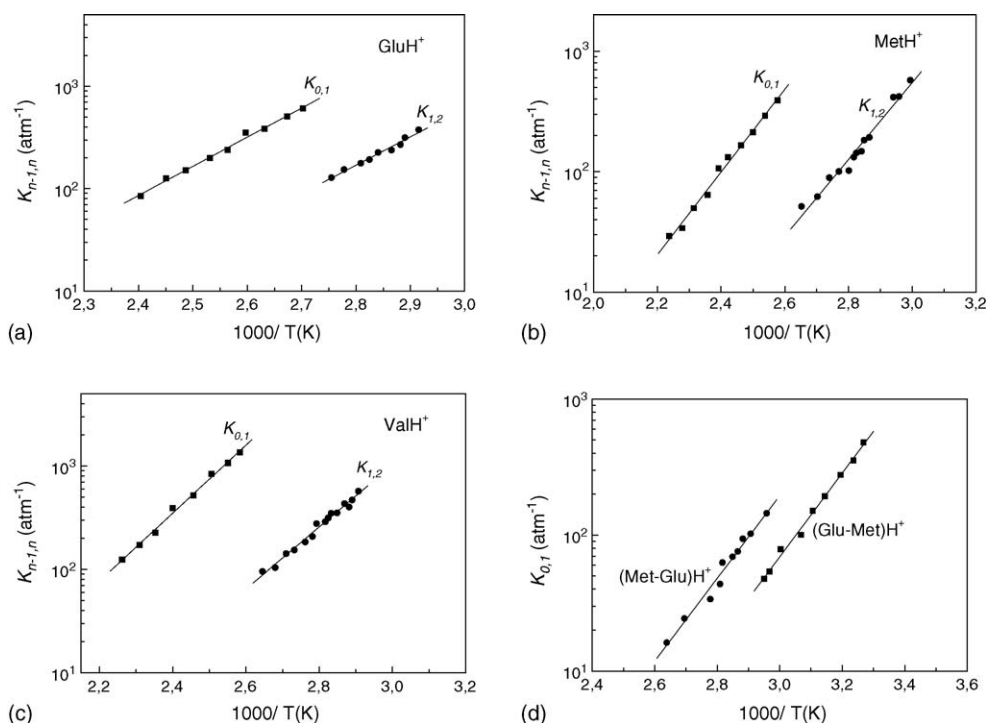 GluH⁺
K₀,₁
K₁,₂
10³
10²
10¹
Kₙ₋₁,ₙ (atm⁻¹)
2,3 2,4 2,5 2,6 2,7 2,8 2,9 3,0
1000/ T(K)
(a)
MetH⁺
K₀,₁
K₁,₂
10³
10²
10¹
Kₙ₋₁,ₙ (atm⁻¹)
2,0 2,2 2,4 2,6 2,8 3,0 3,2
1000/ T(K)
(b)
ValH⁺
K₀,₁
K₁,₂
10³
10²
10¹
Kₙ₋₁,ₙ (atm⁻¹)
2,2 2,4 2,6 2,8 3,0 3,2
1000/ T(K)
(c)
10³
10²
10¹
K₀,₁ (atm⁻¹)
(Glu-Met)H⁺
(Met-Glu)H⁺
2,4 2,6 2,8 3,0 3,2 3,4 3,6
1000/ T(K)
(d)